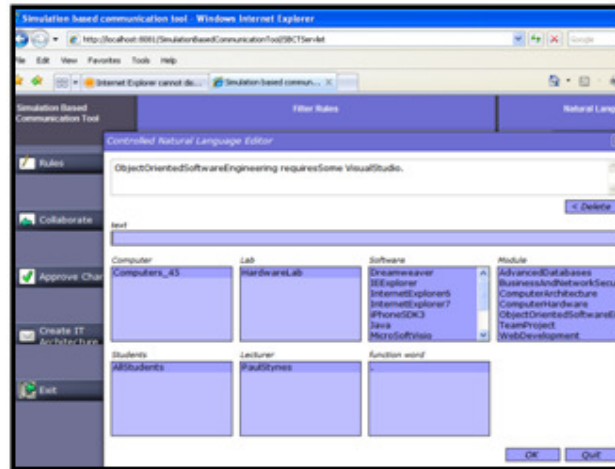 Simulation based communication tool - Windows Internet Explorer
http://localhost:8081/SimulationBasedCommunicationTool/SBCTServlet
Google
File Edit View Favorites Tools Help
Internet Explorer cannot de...
Simulation based commun...
Simulation Based
Communication Tool
Filter Rules
Natural Lang
Controlled Natural Language Editor
Rules
ObjectOrientedSoftwareEngineering requiresSome VisualStudio.
< Delete
Collaborate
text
Computer
Lab
Software
Module
Computers_45
HardwareLab
Dreamweaver
IEExplorer
InternetExplorer6
InternetExplorer7
iPhoneSDK3
Java
MicroSoftVisio
AdvancedDatabases
BusinessAndNetworkSecu
ComputerArchitecture
ComputerHardware
ObjectOrientedSoftwareE
TeamProject
WebDevelopment
Approve Char
Create IT
Architecture
Students
Lecturer
function word
AllStudents
PaulStynes
.
Exit
OK
Quit